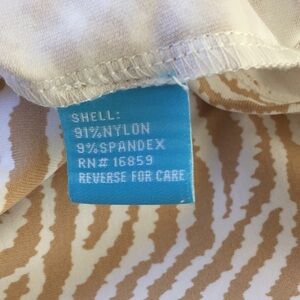 SHELL:
91%NYLON
9%SPANDEX
RN# 16859
REVERSE FOR CARE